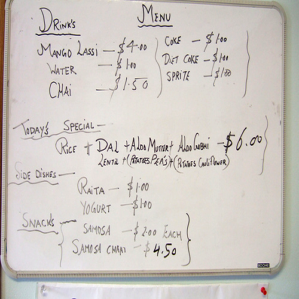 Menu
Drinks
Mango Lassi — $4.00
Water — $1.00
Chai — $1.50
Coke — $1.00
Diet Coke — $1.00
Sprite — $1.00
Today's Special —
Rice + Dal + Aloo Mutter + Aloo Gobhi — $6.00
Lentil + (Potatoes Peas) + (Potatoes Cauliflower)
Side Dishes —
Raita — $1.00
Yogurt — $1.00
Snacks —
Samosa — $2.00 Each
Samosa Chaat — $4.50